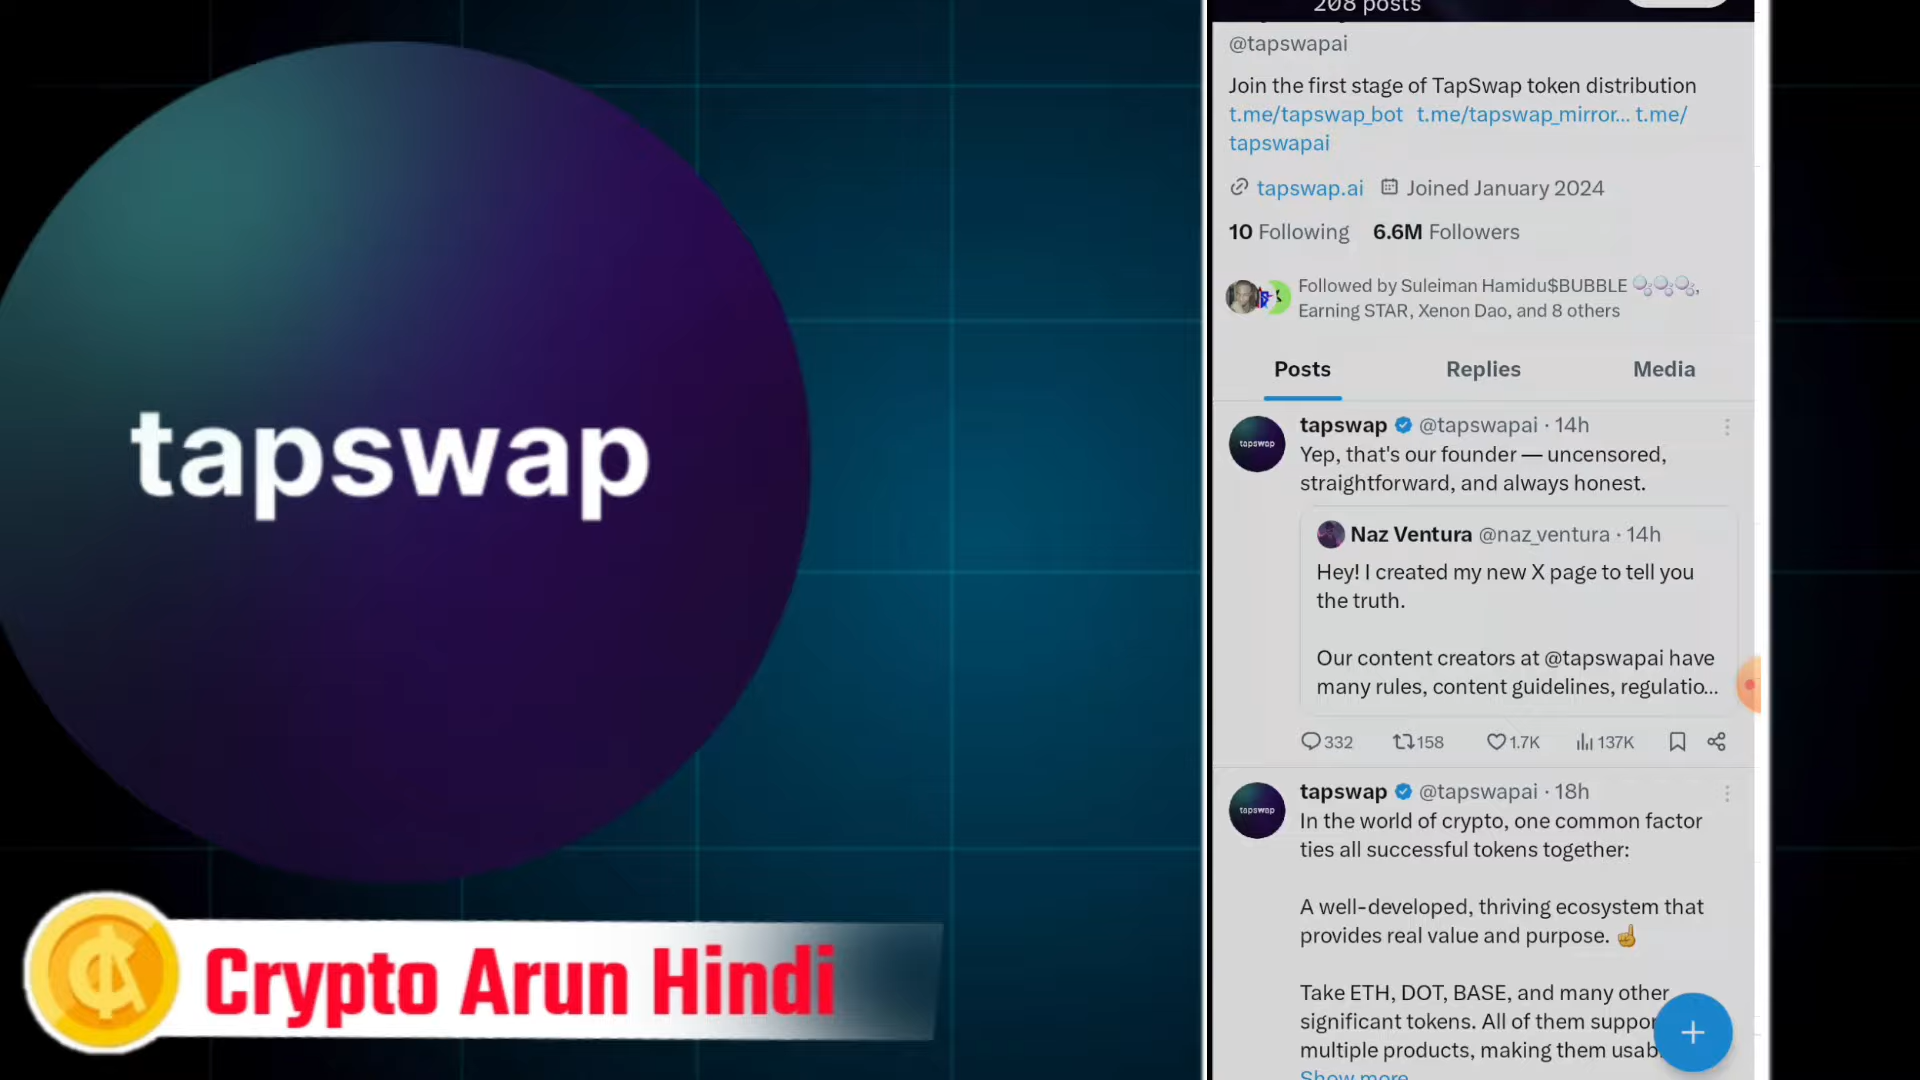 tapswap
Crypto Arun Hindi
208 posts
@tapswapai
Join the first stage of TapSwap token distribution
t.me/tapswap_bot t.me/tapswap_mirror... t.me/
tapswapai
tapswap.ai Joined January 2024
10 Following 6.6M Followers
Followed by Suleiman Hamidu$BUBBLE 🫧🫧🫧,
Earning STAR, Xenon Dao, and 8 others
Posts Replies Media
tapswap @tapswapai · 14h
Yep, that's our founder — uncensored,
straightforward, and always honest.
Naz Ventura @naz_ventura · 14h
Hey! I created my new X page to tell you
the truth.
Our content creators at @tapswapai have
many rules, content guidelines, regulatio...
332 158 1.7K 137K
tapswap @tapswapai · 18h
In the world of crypto, one common factor
ties all successful tokens together:
A well-developed, thriving ecosystem that
provides real value and purpose. ☝️
Take ETH, DOT, BASE, and many other
significant tokens. All of them suppor
multiple products, making them usab
Show more